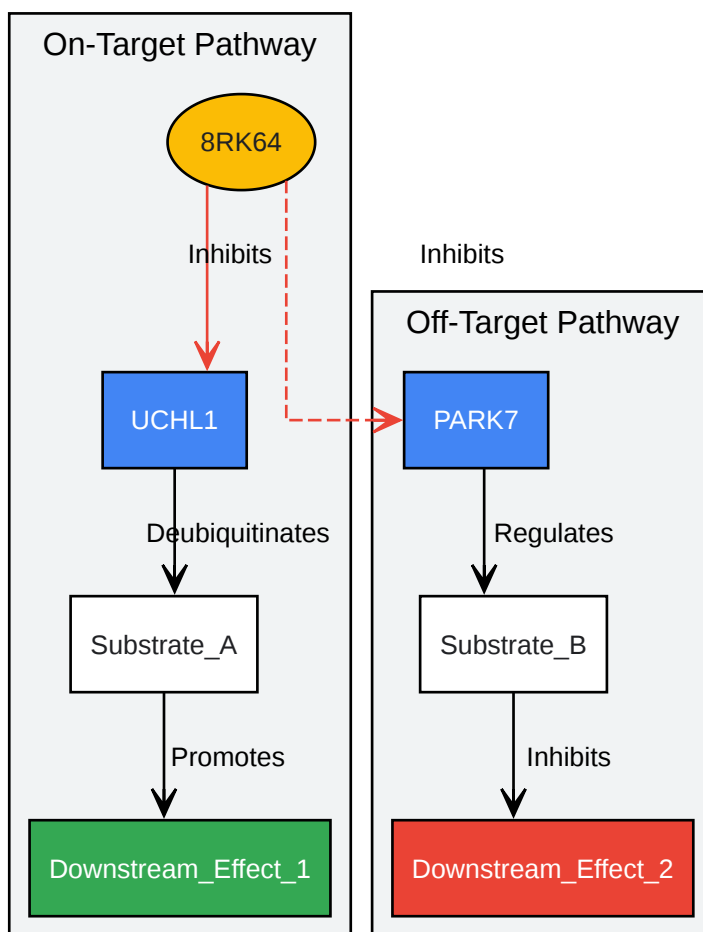 On-Target Pathway
8RK64
Inhibits
Inhibits
Off-Target Pathway
UCHL1
PARK7
Deubiquitinates
Regulates
Substrate_A
Substrate_B
Promotes
Inhibits
Downstream_Effect_1
Downstream_Effect_2